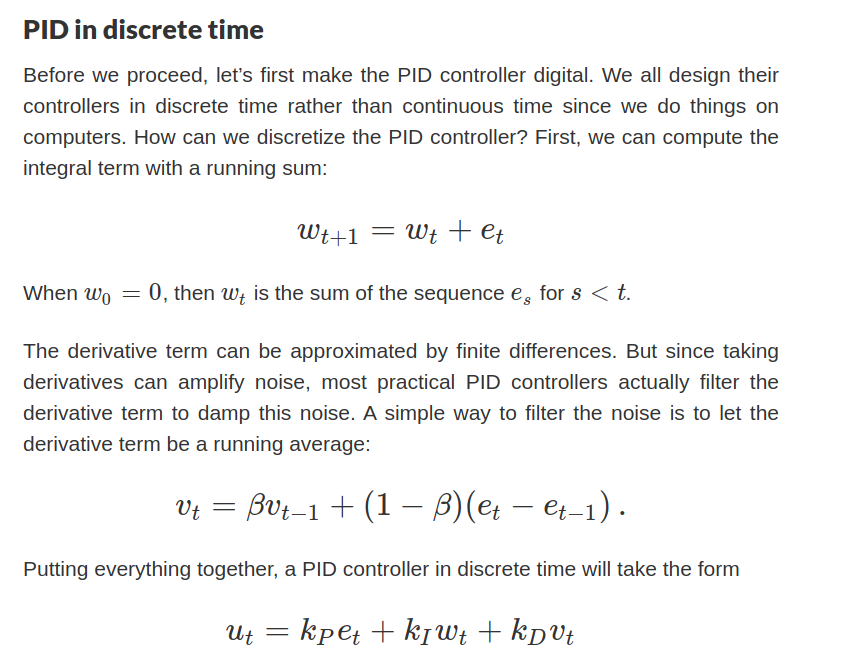 PID in discrete time
Before we proceed, let’s first make the PID controller digital. We all design their
controllers in discrete time rather than continuous time since we do things on
computers. How can we discretize the PID controller? First, we can compute the
integral term with a running sum:
w_{t+1} = w_t + e_t
When w_0 = 0, then w_t is the sum of the sequence e_s for s < t.
The derivative term can be approximated by finite differences. But since taking
derivatives can amplify noise, most practical PID controllers actually filter the
derivative term to damp this noise. A simple way to filter the noise is to let the
derivative term be a running average:
v_t = βv_{t−1} + (1 − β)(e_t − e_{t−1}) .
Putting everything together, a PID controller in discrete time will take the form
u_t = k_P e_t + k_I w_t + k_D v_t